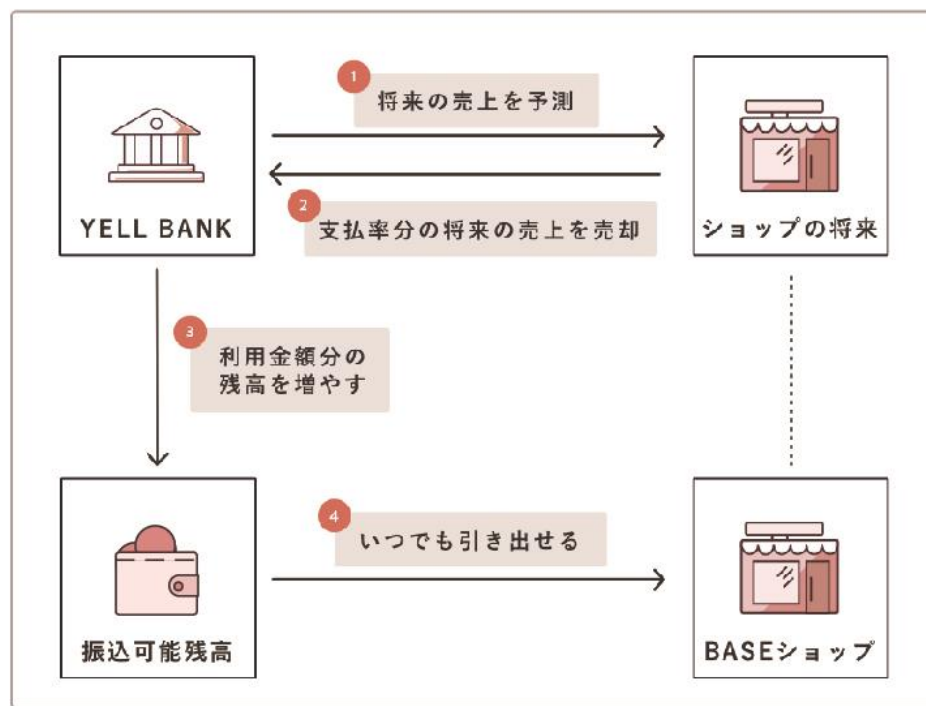 1
将来の売上を予測
YELL BANK
2
支払率分の将来の売上を売却
ショップの将来
3
利用金額分の
残高を増やす
4
いつでも引き出せる
振込可能残高
BASEショップ